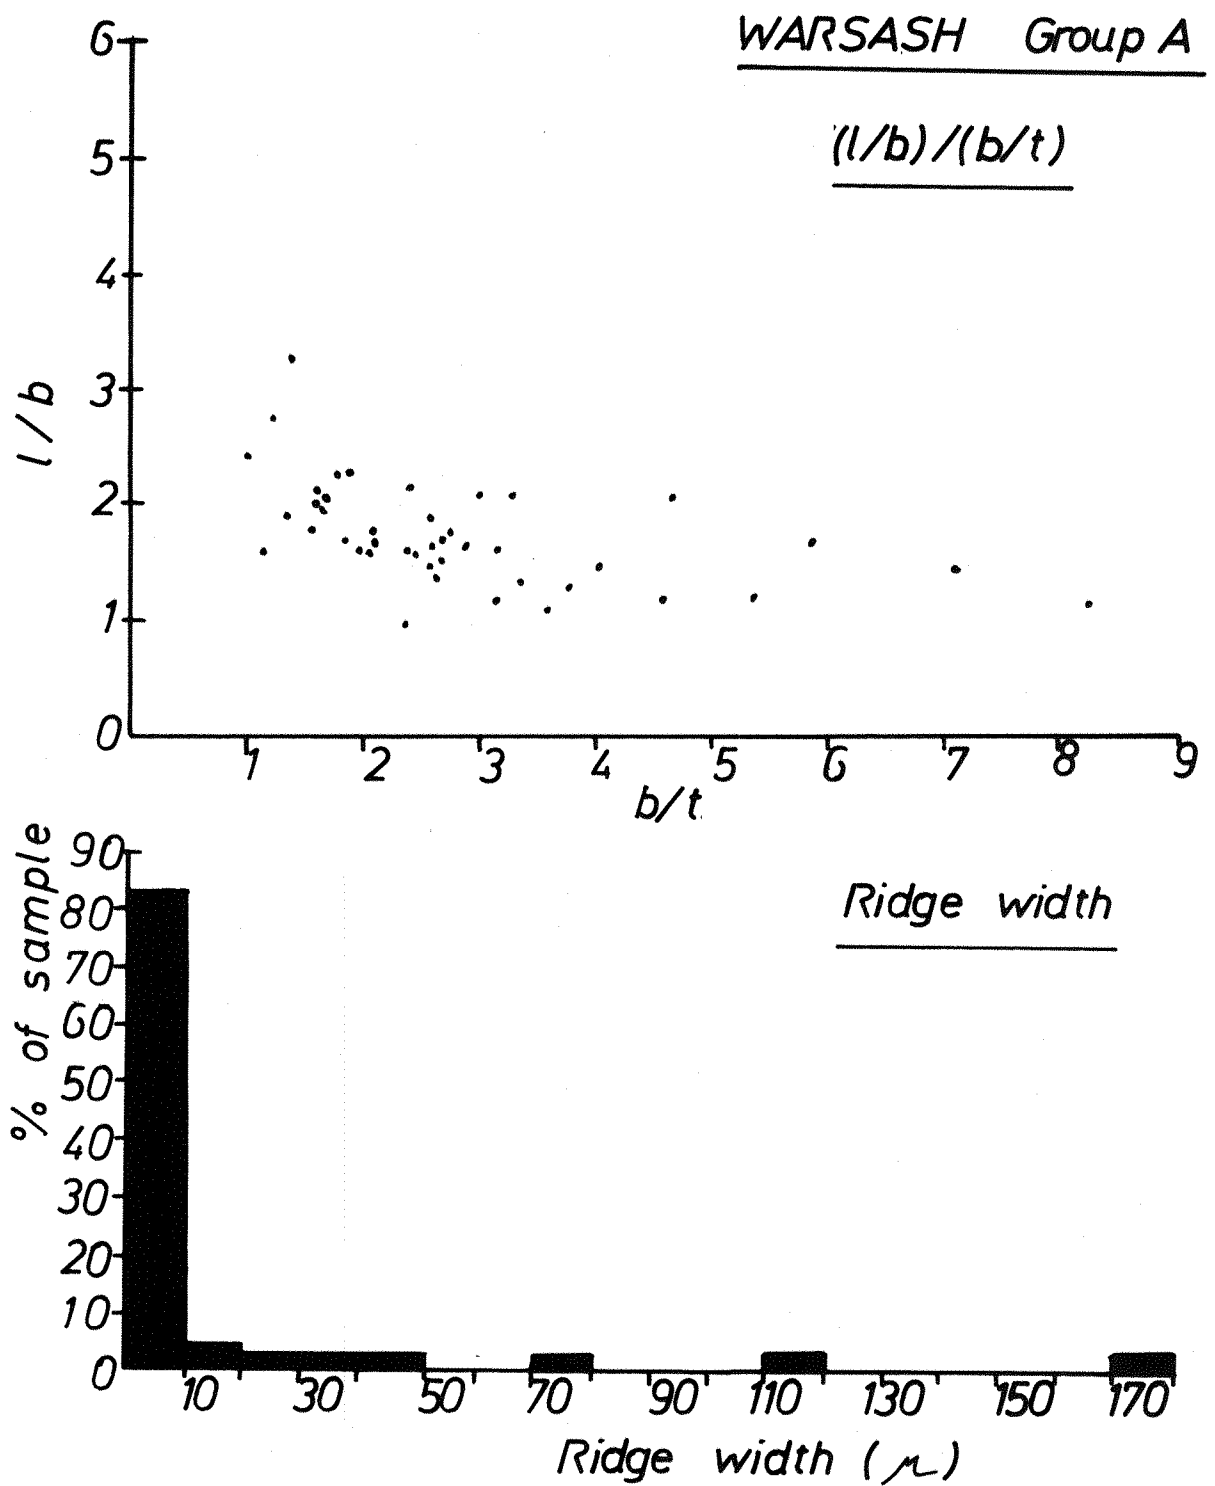 WARSASH Group A
(l/b)/(b/t)
6
5
4
3
2
1
0
l/b
1 2 3 4 5 6 7 8 9
b/t
Ridge width
90
80
70
60
50
40
30
20
10
0
% of sample
10 30 50 70 90 110 130 150 170
Ridge width (μ)